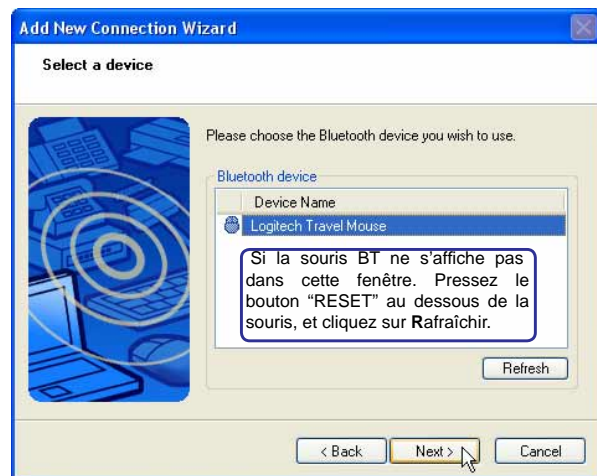 Add New Connection Wizard
Select a device
Please choose the Bluetooth device you wish to use.
Bluetooth device
Device Name
Logitech Travel Mouse
Si la souris BT ne s’affiche pas
dans cette fenêtre. Pressez le
bouton “RESET” au dessous de la
souris, et cliquez sur Rafraîchir.
Refresh
< Back
Next >
Cancel